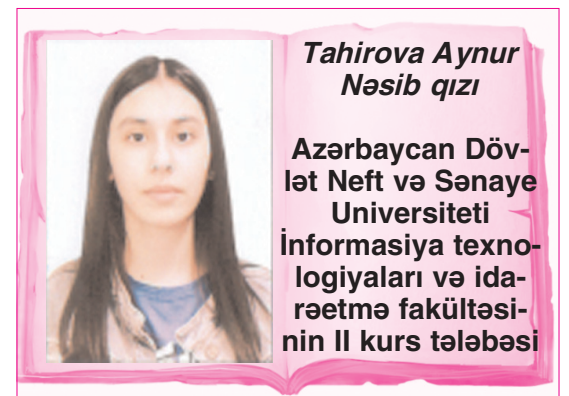 Tahirova Aynur
Nəsib qızı
Azərbaycan Döv-
lət Neft və Sənaye
Universiteti
İnformasiya texno-
logiyaları və ida-
rəetmə fakültəsi-
nin II kurs tələbəsi